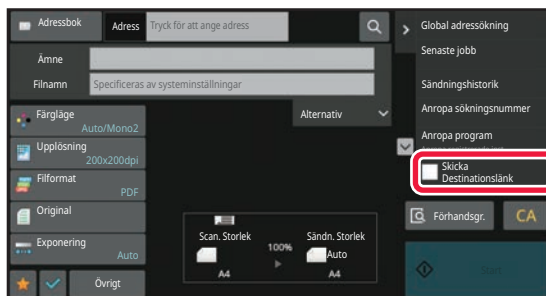 Adressbok
Adress
Tryck för att ange adress
Ämne
Filnamn
Specificeras av systeminställningar
Färgläge
Auto/Mono2
Upplösning
200x200dpi
Filformat
PDF
Original
Exponering
Auto
Övrigt
Alternativ
Scan. Storlek
A4
100%
Sändn. Storlek
Auto
A4
Global adressökning
Senaste jobb
Sändningshistorik
Anropa sökningsnummer
Anropa program
Skicka
Destinationslänk
Förhandsgr.
CA
Start